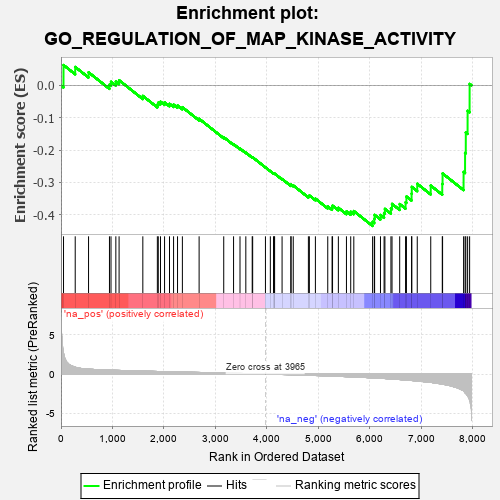 Enrichment plot:
GO_REGULATION_OF_MAP_KINASE_ACTIVITY
Enrichment score (ES)
0.0
-0.1
-0.2
-0.3
-0.4
'na_pos' (positively correlated)
Ranked list metric (PreRanked)
5
0
-5
Zero cross at 3965
'na_neg' (negatively correlated)
0
1,000
2,000
3,000
4,000
5,000
6,000
7,000
8,000
Rank in Ordered Dataset
Enrichment profile
Hits
Ranking metric scores